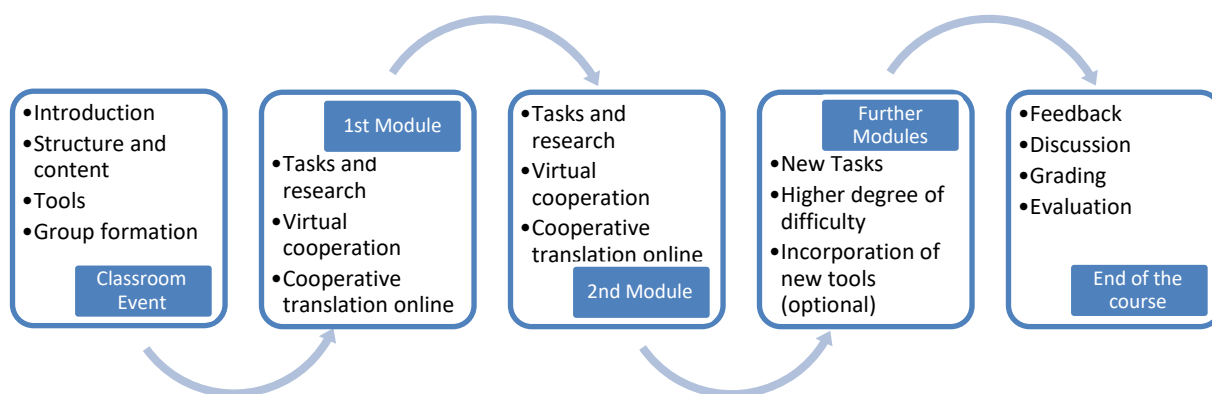 •Introduction
•Structure and
content
•Tools
•Group formation
Classroom
Event
1st Module
•Tasks and
research
•Virtual
cooperation
•Cooperative
translation online
•Tasks and
research
•Virtual
cooperation
•Cooperative
translation online
2nd Module
Further
Modules
•New Tasks
•Higher degree of
difficulty
•Incorporation of
new tools
(optional)
•Feedback
•Discussion
•Grading
•Evaluation
End of the
course